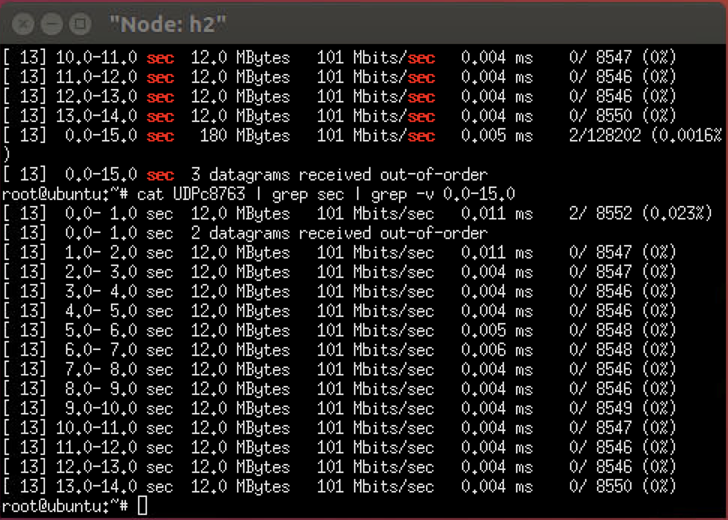 "Node: h2"
[ 13] 10.0-11.0 sec  12.0 MBytes   101 Mbits/sec   0.004 ms    0/ 8547 (0%)
[ 13] 11.0-12.0 sec  12.0 MBytes   101 Mbits/sec   0.004 ms    0/ 8546 (0%)
[ 13] 12.0-13.0 sec  12.0 MBytes   101 Mbits/sec   0.004 ms    0/ 8546 (0%)
[ 13] 13.0-14.0 sec  12.0 MBytes   101 Mbits/sec   0.004 ms    0/ 8550 (0%)
[ 13]  0.0-15.0 sec   180 MBytes   101 Mbits/sec   0.005 ms    2/128202 (0.0016%
)
[ 13]  0.0-15.0 sec  3 datagrams received out-of-order
root@ubuntu:~# cat UDPc8763 | grep sec | grep -v 0.0-15.0
[ 13]  0.0- 1.0 sec  12.0 MBytes   101 Mbits/sec   0.011 ms    2/ 8552 (0.023%)
[ 13]  0.0- 1.0 sec  2 datagrams received out-of-order
[ 13]  1.0- 2.0 sec  12.0 MBytes   101 Mbits/sec   0.011 ms    0/ 8547 (0%)
[ 13]  2.0- 3.0 sec  12.0 MBytes   101 Mbits/sec   0.004 ms    0/ 8547 (0%)
[ 13]  3.0- 4.0 sec  12.0 MBytes   101 Mbits/sec   0.004 ms    0/ 8546 (0%)
[ 13]  4.0- 5.0 sec  12.0 MBytes   101 Mbits/sec   0.004 ms    0/ 8546 (0%)
[ 13]  5.0- 6.0 sec  12.0 MBytes   101 Mbits/sec   0.005 ms    0/ 8548 (0%)
[ 13]  6.0- 7.0 sec  12.0 MBytes   101 Mbits/sec   0.006 ms    0/ 8548 (0%)
[ 13]  7.0- 8.0 sec  12.0 MBytes   101 Mbits/sec   0.004 ms    0/ 8546 (0%)
[ 13]  8.0- 9.0 sec  12.0 MBytes   101 Mbits/sec   0.004 ms    0/ 8546 (0%)
[ 13]  9.0-10.0 sec  12.0 MBytes   101 Mbits/sec   0.004 ms    0/ 8549 (0%)
[ 13] 10.0-11.0 sec  12.0 MBytes   101 Mbits/sec   0.004 ms    0/ 8547 (0%)
[ 13] 11.0-12.0 sec  12.0 MBytes   101 Mbits/sec   0.004 ms    0/ 8546 (0%)
[ 13] 12.0-13.0 sec  12.0 MBytes   101 Mbits/sec   0.004 ms    0/ 8546 (0%)
[ 13] 13.0-14.0 sec  12.0 MBytes   101 Mbits/sec   0.004 ms    0/ 8550 (0%)
root@ubuntu:~#